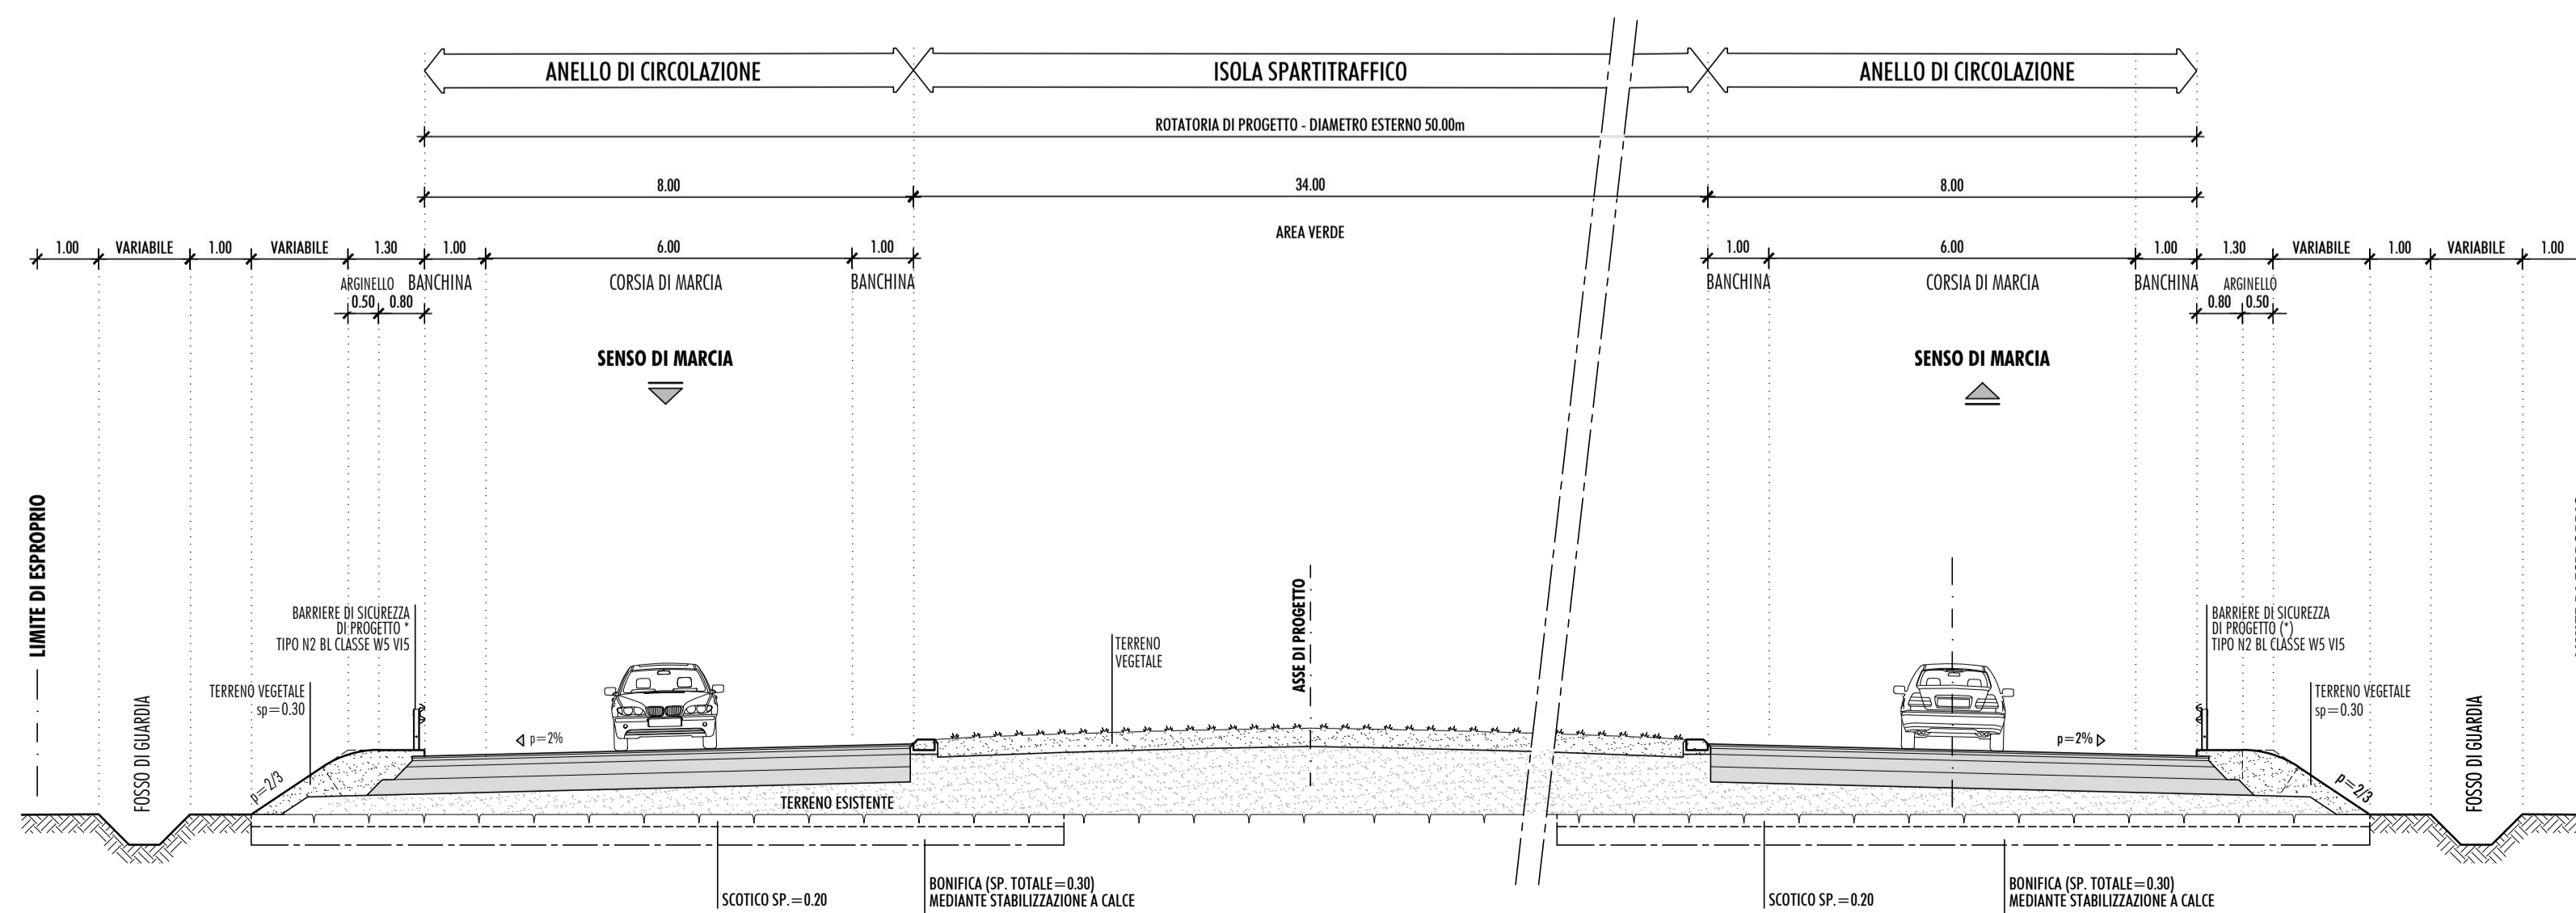 ANELLO DI CIRCOLAZIONE
ISOLA SPARTITRAFFICO
ANELLO DI CIRCOLAZIONE
ROTATORIA DI PROGETTO - DIAMETRO ESTERNO 50.00m
8.00
34.00
8.00
AREA VERDE
1.00
VARIABILE
1.00
VARIABILE
1.30
1.00
6.00
1.00
1.00
6.00
1.00
1.30
VARIABILE
1.00
VARIABILE
1.00
ARGINELLO
BANCHINA
CORSIA DI MARCIA
BANCHINA
BANCHINA
CORSIA DI MARCIA
BANCHINA
ARGINELLO
0.50
0.80
0.80
0.50
SENSO DI MARCIA
SENSO DI MARCIA
LIMITE DI ESPROPRIO
FOSSO DI GUARDIA
BARRIERE DI SICUREZZA
DI PROGETTO *
TIPO N2 BL CLASSE W5 VI5
TERRENO VEGETALE
sp=0.30
p=2/3
p=2%
TERRENO
VEGETALE
ASSE DI PROGETTO
BARRIERE DI SICUREZZA
DI PROGETTO (*)
TIPO N2 BL CLASSE W5 VI5
TERRENO VEGETALE
sp=0.30
p=2%
p=2/3
FOSSO DI GUARDIA
TERRENO ESISTENTE
SCOTICO SP.=0.20
BONIFICA (SP. TOTALE=0.30)
MEDIANTE STABILIZZAZIONE A CALCE
SCOTICO SP.=0.20
BONIFICA (SP. TOTALE=0.30)
MEDIANTE STABILIZZAZIONE A CALCE